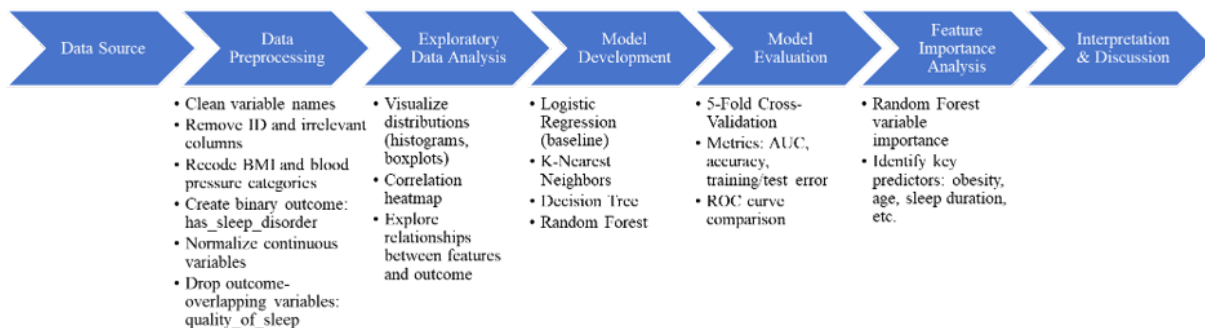 Data Source
Data
Preprocessing
• Clean variable names
• Remove ID and irrelevant
columns
• Recode BMI and blood
pressure categories
• Create binary outcome:
has_sleep_disorder
• Normalize continuous
variables
• Drop outcome-
overlapping variables:
quality_of_sleep
Exploratory
Data Analysis
• Visualize
distributions
(histograms,
boxplots)
• Correlation
heatmap
• Explore
relationships
between features
and outcome
Model
Development
• Logistic
Regression
(baseline)
• K-Nearest
Neighbors
• Decision Tree
• Random Forest
Model
Evaluation
• 5-Fold Cross-
Validation
• Metrics: AUC,
accuracy,
training/test error
• ROC curve
comparison
Feature
Importance
Analysis
• Random Forest
variable
importance
• Identify key
predictors: obesity,
age, sleep duration,
etc.
Interpretation
& Discussion